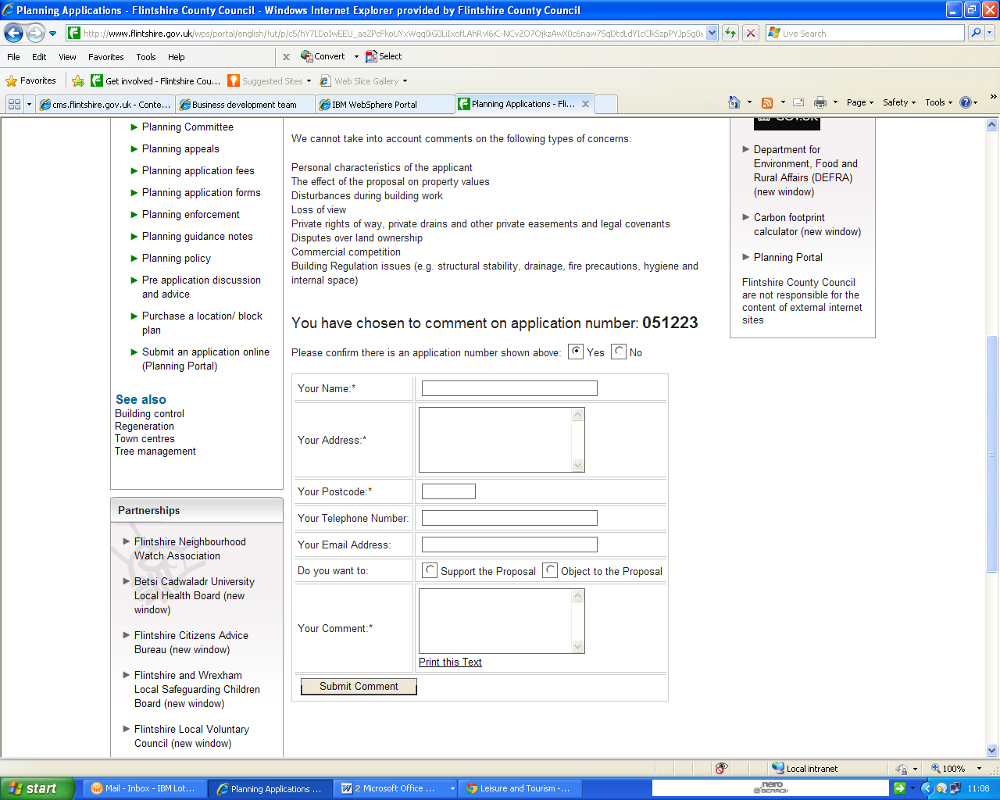 Planning Applications - Flintshire County Council - Windows Internet Explorer provided by Flintshire County Council
Live Search
File Edit View Favorites Tools Help
Convert Select
Favorites
Get involved - Flintshire Cou...
Suggested Sites
Web Slice Gallery
cms.flintshire.gov.uk - Conte...
Business development team
IBM WebSphere Portal
Planning Applications - Fli...
Page Safety Tools
Planning Committee
Planning appeals
Planning application fees
Planning application forms
Planning enforcement
Planning guidance notes
Planning policy
Pre application discussion
and advice
Purchase a location/ block
plan
Submit an application online
(Planning Portal)
See also
Building control
Regeneration
Town centres
Tree management
Partnerships
Flintshire Neighbourhood
Watch Association
Betsi Cadwaladr University
Local Health Board (new
window)
Flintshire Citizens Advice
Bureau (new window)
Flintshire and Wrexham
Local Safeguarding Children
Board (new window)
Flintshire Local Voluntary
Council (new window)
We cannot take into account comments on the following types of concerns:
Personal characteristics of the applicant
The effect of the proposal on property values
Disturbances during building work
Loss of view
Private rights of way, private drains and other private easements and legal covenants
Disputes over land ownership
Commercial competition
Building Regulation issues (e.g. structural stability, drainage, fire precautions, hygiene and
internal space)
You have chosen to comment on application number: 051223
Please confirm there is an application number shown above: Yes No
Your Name:*
Your Address:*
Your Postcode:*
Your Telephone Number:
Your Email Address:
Do you want to: Support the Proposal Object to the Proposal
Your Comment:*
Print this Text
Submit Comment
Department for
Environment, Food and
Rural Affairs (DEFRA)
(new window)
Carbon footprint
calculator (new window)
Planning Portal
Flintshire County Council
are not responsible for the
content of external internet
sites
Local intranet
100%
start
Mail - Inbox - IBM Lot...
Planning Applications ...
2 Microsoft Office ...
Leisure and Tourism -...
nero
SEARCH
11:08